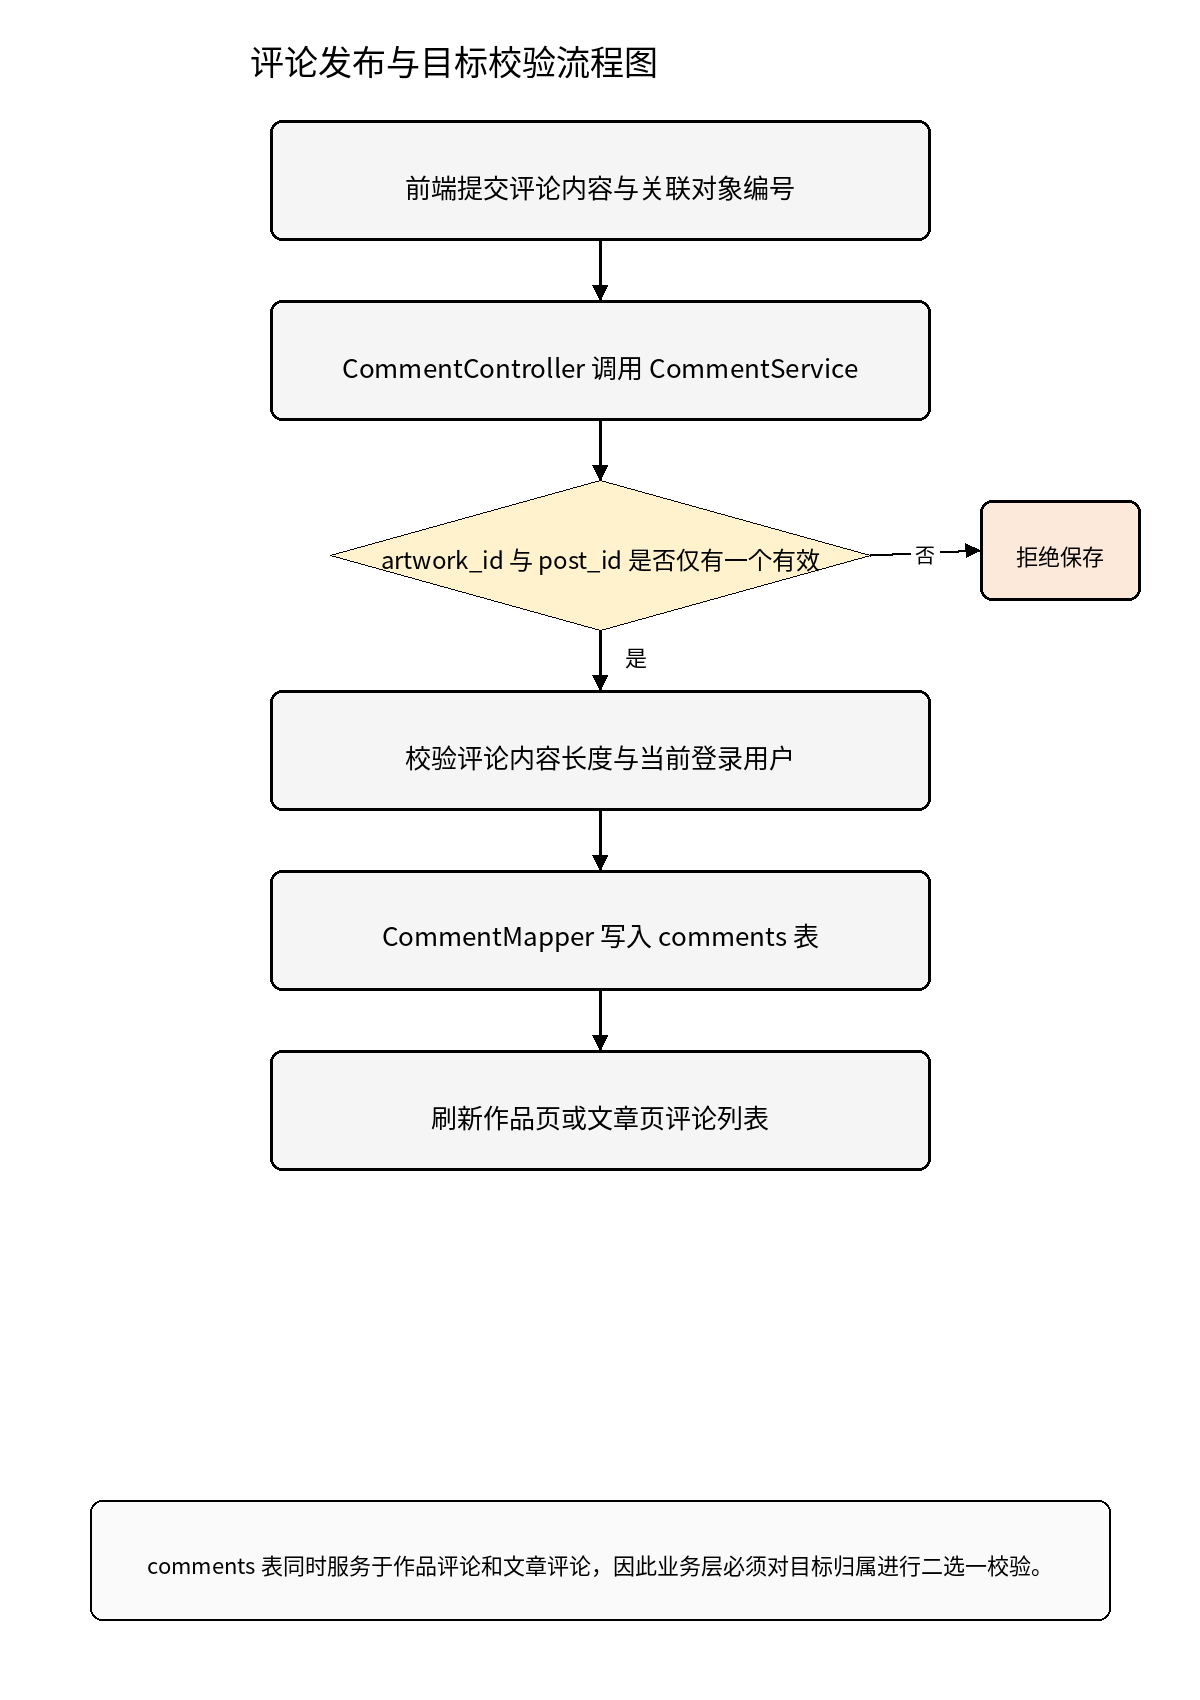 评论发布与目标校验流程图
前端提交评论内容与关联对象编号
CommentController 调用 CommentService
artwork_id 与 post_id 是否仅有一个有效
否
拒绝保存
是
校验评论内容长度与当前登录用户
CommentMapper 写入 comments 表
刷新作品页或文章页评论列表
comments 表同时服务于作品评论和文章评论，因此业务层必须对目标归属进行二选一校验。